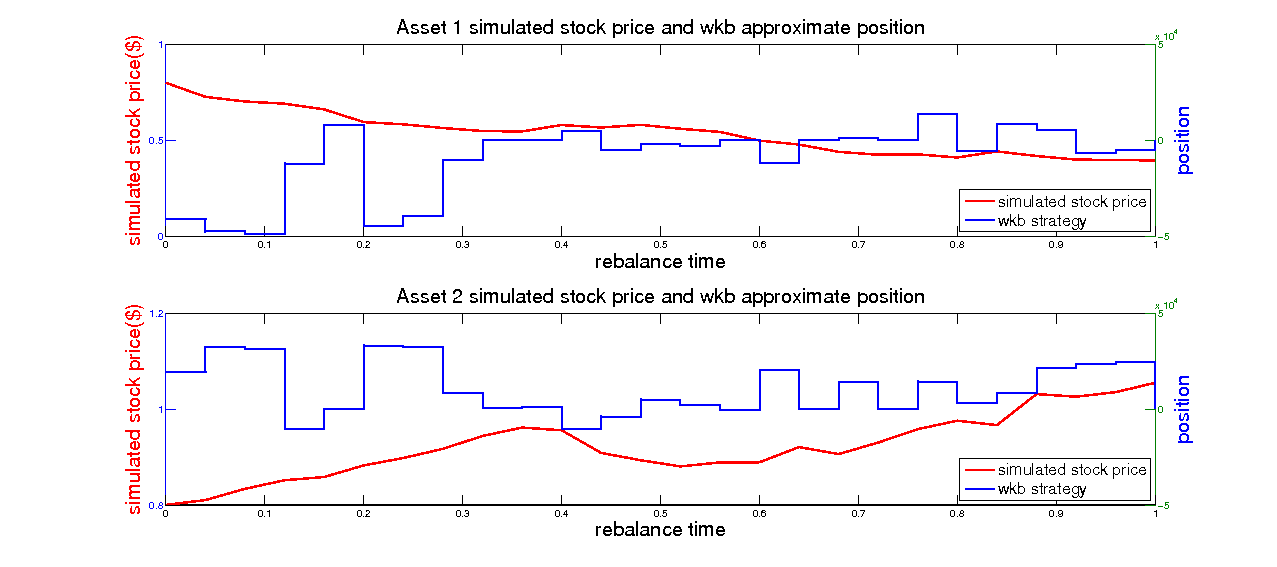 Asset 1 simulated stock price and wkb approximate position
simulated stock price($)
1
0.5
0
x 10^4
5
0
−5
position
simulated stock price
wkb strategy
0 0.1 0.2 0.3 0.4 0.5 0.6 0.7 0.8 0.9 1
rebalance time
Asset 2 simulated stock price and wkb approximate position
simulated stock price($)
1.2
1
0.8
x 10^4
5
0
−5
position
simulated stock price
wkb strategy
0 0.1 0.2 0.3 0.4 0.5 0.6 0.7 0.8 0.9 1
rebalance time